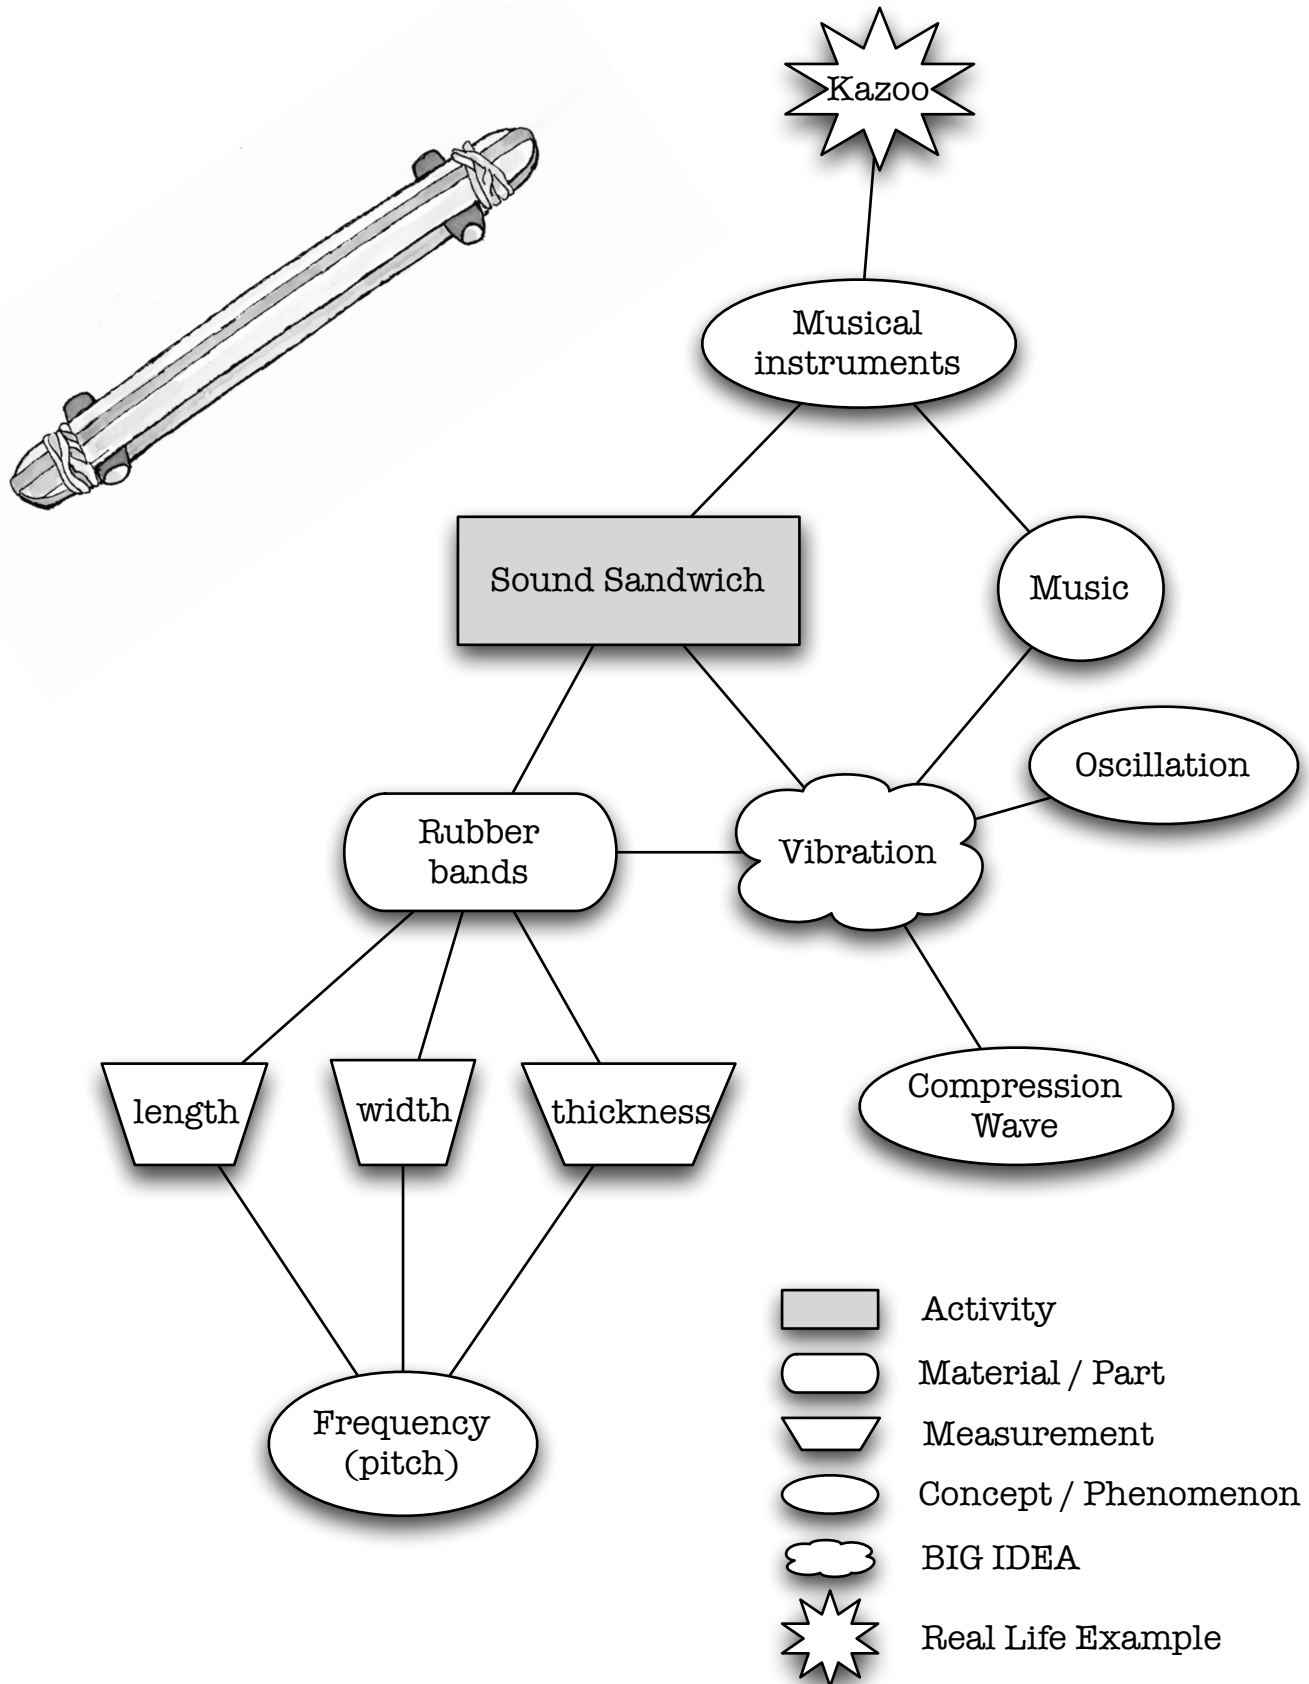 Kazoo
Musical
instruments
Sound Sandwich
Music
Oscillation
Rubber
bands
Vibration
length
width
thickness
Compression
Wave
Frequency
(pitch)
Activity
Material / Part
Measurement
Concept / Phenomenon
BIG IDEA
Real Life Example